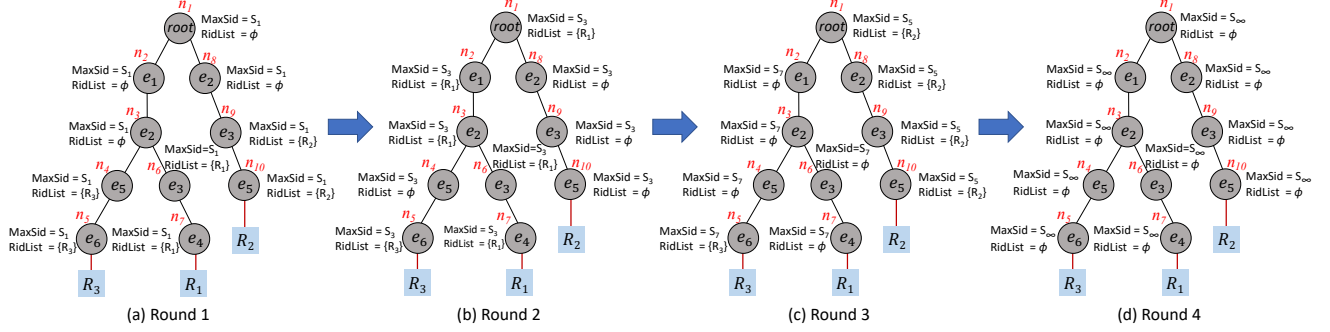 n1
root
MaxSid = S1
RidList = ϕ
n2
MaxSid = S1
RidList = ϕ
e1
n8
e2
MaxSid = S1
RidList = ϕ
n3
MaxSid = S1
RidList = ϕ
e2
n9
e3
MaxSid = S1
RidList = {R2}
n4
MaxSid = S1
RidList = {R3}
e5
MaxSid=S1
RidList = {R1}
n6
e3
n10
e5
MaxSid = S1
RidList = {R2}
n5
MaxSid = S1
RidList = {R3}
e6
n7
MaxSid = S1
RidList = {R1}
e4
R2
R3
R1
(a) Round 1
n1
root
MaxSid = S3
RidList = {R1}
n2
MaxSid = S3
RidList = {R1}
e1
n8
e2
MaxSid = S3
RidList = ϕ
n3
MaxSid = S3
RidList = {R1}
e2
n9
e3
MaxSid = S3
RidList = ϕ
n4
MaxSid = S3
RidList = ϕ
e5
MaxSid=S3
RidList = {R1}
n6
e3
n10
e5
MaxSid = S3
RidList = ϕ
n5
MaxSid = S3
RidList = {R3}
e6
n7
MaxSid = S3
RidList = {R1}
e4
R2
R3
R1
(b) Round 2
n1
root
MaxSid = S5
RidList = {R2}
n2
MaxSid = S7
RidList = ϕ
e1
n8
e2
MaxSid = S5
RidList = {R2}
n3
MaxSid = S7
RidList = ϕ
e2
n9
e3
MaxSid = S5
RidList = {R2}
n4
MaxSid = S7
RidList = ϕ
e5
MaxSid=S7
RidList = ϕ
n6
e3
n10
e5
MaxSid = S5
RidList = {R2}
n5
MaxSid = S7
RidList = {R3}
e6
n7
MaxSid = S7
RidList = ϕ
e4
R2
R3
R1
(c) Round 3
n1
root
MaxSid = S∞
RidList = ϕ
n2
MaxSid = S∞
RidList = ϕ
e1
n8
e2
MaxSid = S∞
RidList = ϕ
n3
MaxSid = S∞
RidList = ϕ
e2
n9
e3
MaxSid = S∞
RidList = ϕ
n4
MaxSid = S∞
RidList = ϕ
e5
MaxSid=S∞
RidList = ϕ
n6
e3
n10
e5
MaxSid = S∞
RidList = ϕ
n5
MaxSid = S∞
RidList = ϕ
e6
n7
MaxSid = S∞
RidList = ϕ
e4
R2
R3
R1
(d) Round 4